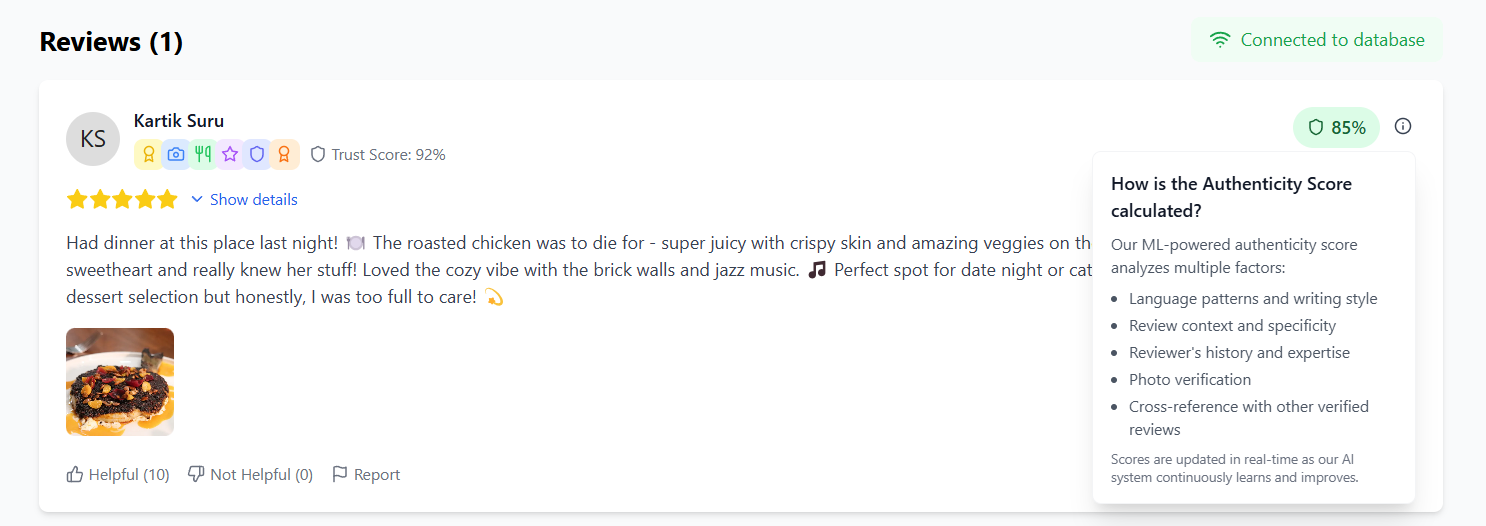 Reviews (1)
Connected to database
KS
Kartik Suru
Trust Score: 92%
85%
Show details
Had dinner at this place last night! 🍽️ The roasted chicken was to die for - super juicy with crispy skin and amazing veggies on th
sweetheart and really knew her stuff! Loved the cozy vibe with the brick walls and jazz music. 🎵 Perfect spot for date night or cat
dessert selection but honestly, I was too full to care! 💫
Helpful (10)
Not Helpful (0)
Report
How is the Authenticity Score
calculated?
Our ML-powered authenticity score
analyzes multiple factors:
• Language patterns and writing style
• Review context and specificity
• Reviewer's history and expertise
• Photo verification
• Cross-reference with other verified
reviews
Scores are updated in real-time as our AI
system continuously learns and improves.